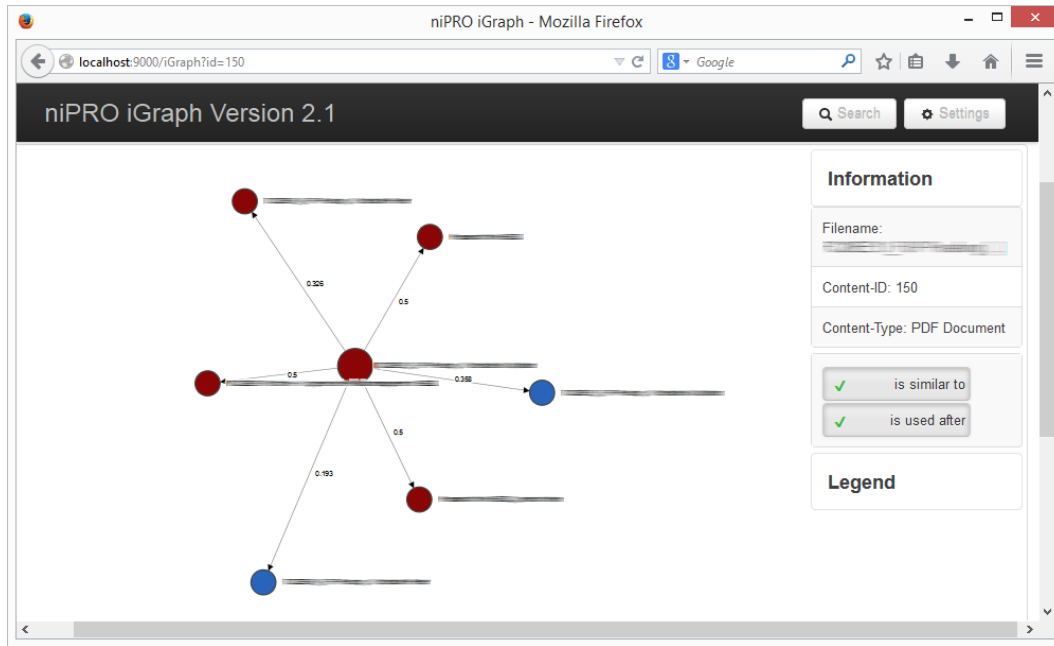 niPRO iGraph - Mozilla Firefox
localhost:9000/iGraph?id=150
Google
niPRO iGraph Version 2.1
Search
Settings
Information
Filename:
Content-ID: 150
Content-Type: PDF Document
is similar to
is used after
Legend
0.326
0.5
0.5
0.358
0.5
0.193